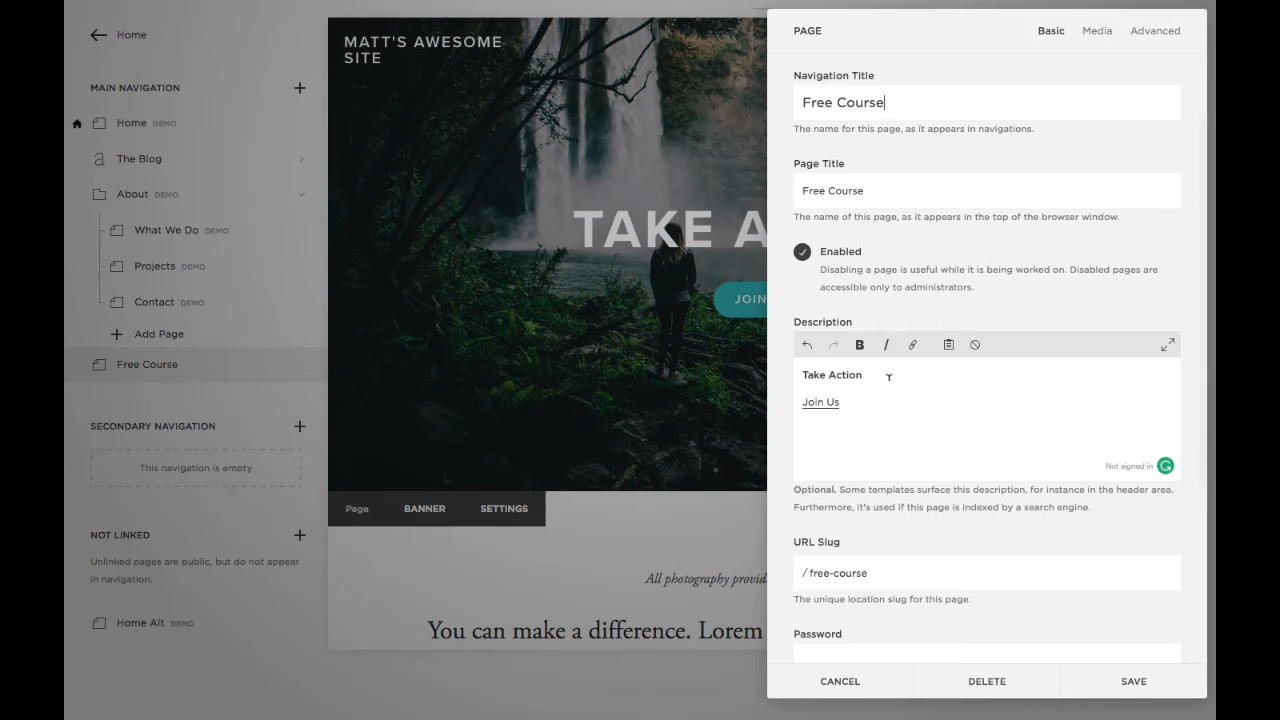 Home
MAIN NAVIGATION
Home DEMO
The Blog
About DEMO
What We Do DEMO
Projects DEMO
Contact DEMO
Add Page
Free Course
SECONDARY NAVIGATION
This navigation is empty
NOT LINKED
Unlinked pages are public, but do not appear
in navigation.
Home Alt DEMO
MATT'S AWESOME
SITE
TAKE A
JOIN
Page BANNER SETTINGS
All photography provid
You can make a difference. Lorem
PAGE
Basic Media Advanced
Navigation Title
Free Course
The name for this page, as it appears in navigations.
Page Title
Free Course
The name of this page, as it appears in the top of the browser window.
Enabled
Disabling a page is useful while it is being worked on. Disabled pages are
accessible only to administrators.
Description
B I
Take Action
Join Us
Not signed in
Optional. Some templates surface this description, for instance in the header area.
Furthermore, it's used if this page is indexed by a search engine.
URL Slug
/ free-course
The unique location slug for this page.
Password
CANCEL DELETE SAVE